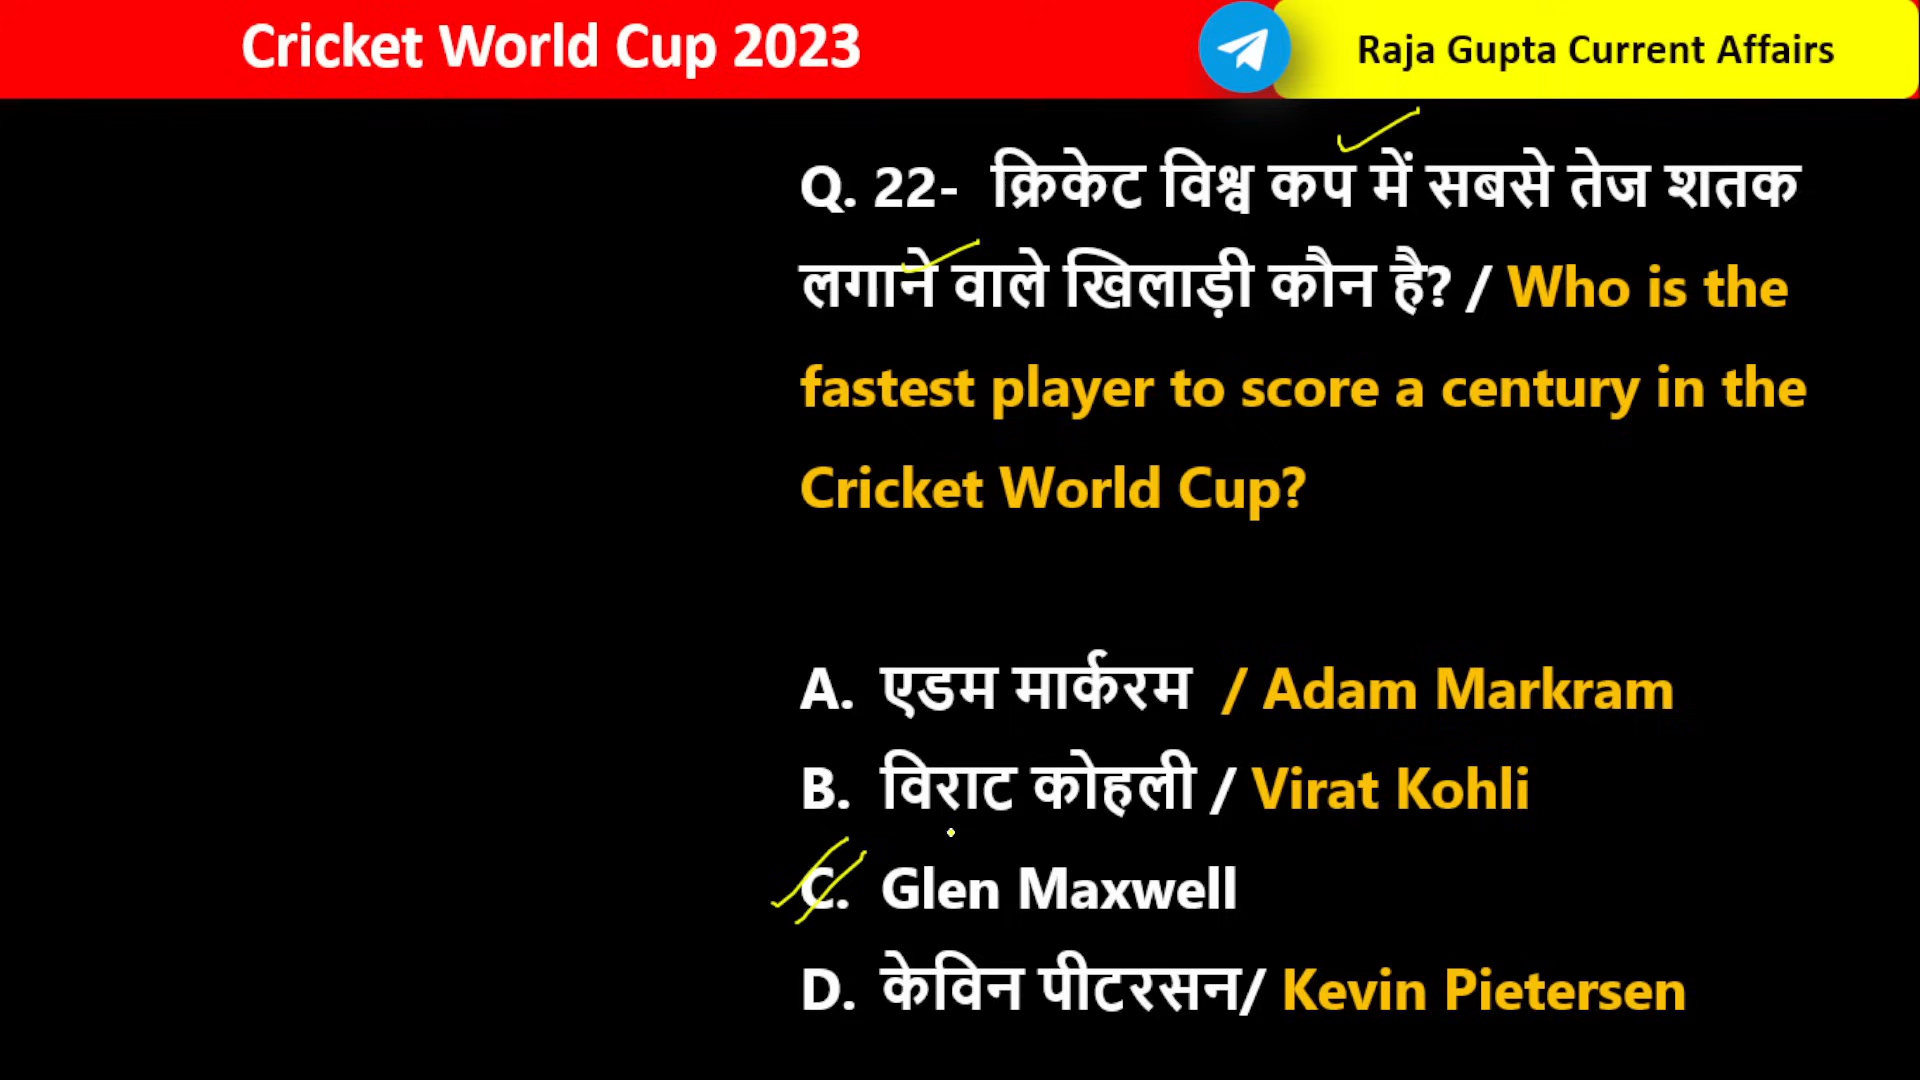 Cricket World Cup 2023
Raja Gupta Current Affairs
Q. 22- क्रिकेट विश्व कप में सबसे तेज शतक
लगाने वाले खिलाड़ी कौन है? / Who is the
fastest player to score a century in the
Cricket World Cup?
A. एडम मार्करम / Adam Markram
B. विराट कोहली / Virat Kohli
C. Glen Maxwell
D. केविन पीटरसन/ Kevin Pietersen